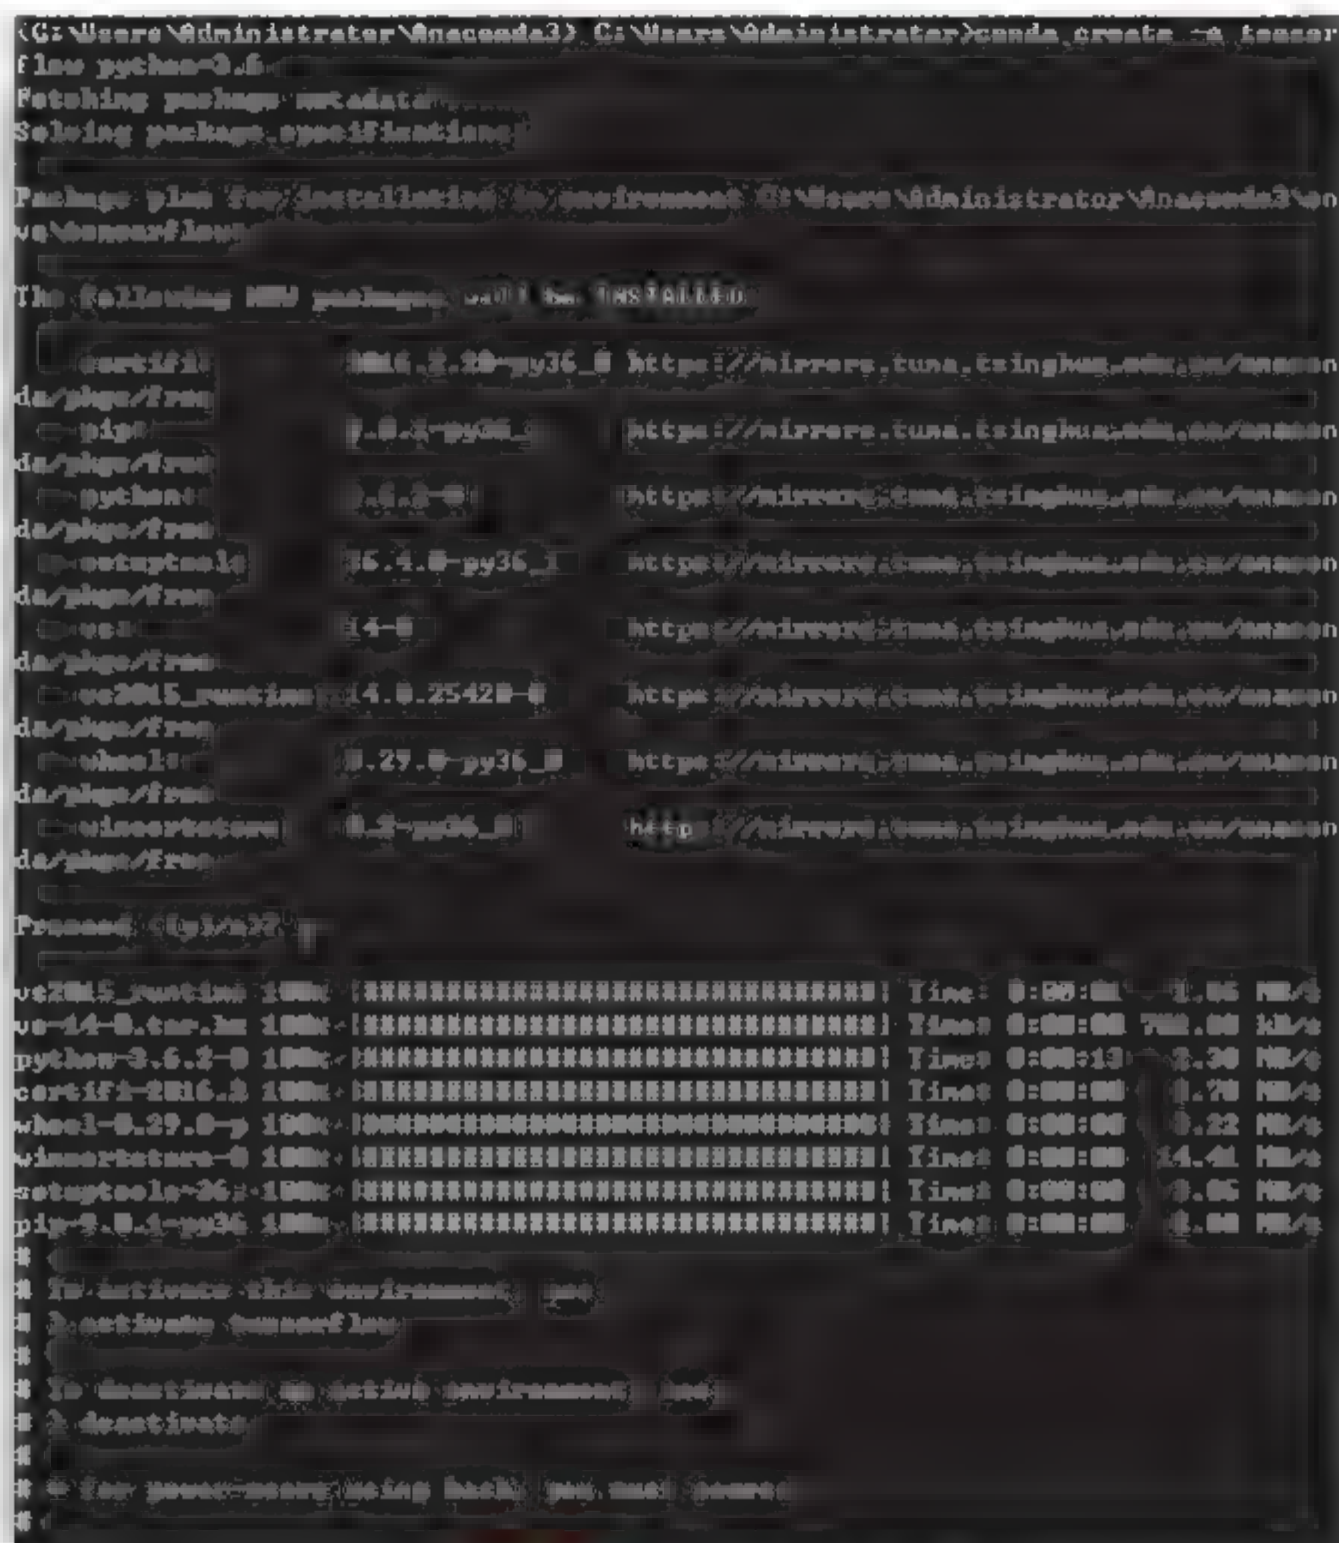 (C:\Users\Administrator\Anaconda3) C:\Users\Administrator>conda create -n tensor
flow python=3.6
Fetching package metadata
Solving package specifications
Package plan for installation in environment C:\Users\Administrator\Anaconda3\en
vs\tensorflow
The following NEW packages will be INSTALLED
certifi 2016.2.28-py36_0 https://mirrors.tuna.tsinghua.edu.cn/anacon
da/pkgs/free
pip py36_ https://mirrors.tuna.tsinghua.edu.cn/anacon
da/pkgs/free
python https://mirrors.tuna.tsinghua.edu.cn/anacon
da/pkgs/free
setuptools 36.4.0-py36_1 https://mirrors.tuna.tsinghua.edu.cn/anacon
da/pkgs/free
14-0 https://mirrors.tuna.tsinghua.edu.cn/anacon
da/pkgs/free
vs2015_runtime 14.0.25420-0 https://mirrors.tuna.tsinghua.edu.cn/anacon
da/pkgs/free
wheel 0.29.0-py36_0 https://mirrors.tuna.tsinghua.edu.cn/anacon
da/pkgs/free
wincertstore 0.2-py36_0 http ://mirrors.tuna.tsinghua.edu.cn/anacon
da/pkgs/free
Proceed ([y]/n)? y
vs2015_runtime 100% |################################| Time: 0:00: MB/s
vc-14-0.tar.bz 100% |################################| Time: 0:00:00 kB/s
python-3.6.2-0 100% |################################| Time: 0:00:13 MB/s
certifi-2016.2 100% |################################| Time: 0:00:00 MB/s
wheel-0.29.0-p 100% |################################| Time: 0:00:00 MB/s
wincertstore-0 100% |################################| Time: 0:00:00 MB/s
setuptools-36. 100% |################################| Time: 0:00:00 MB/s
pip-9.0.1-py36 100% |################################| Time: 0:00:00 MB/s
#
# To activate this environment, use:
# > activate tensorflow
#
# To deactivate an active environment, use:
# > deactivate
#
# * for power-users using bash, you must source
#